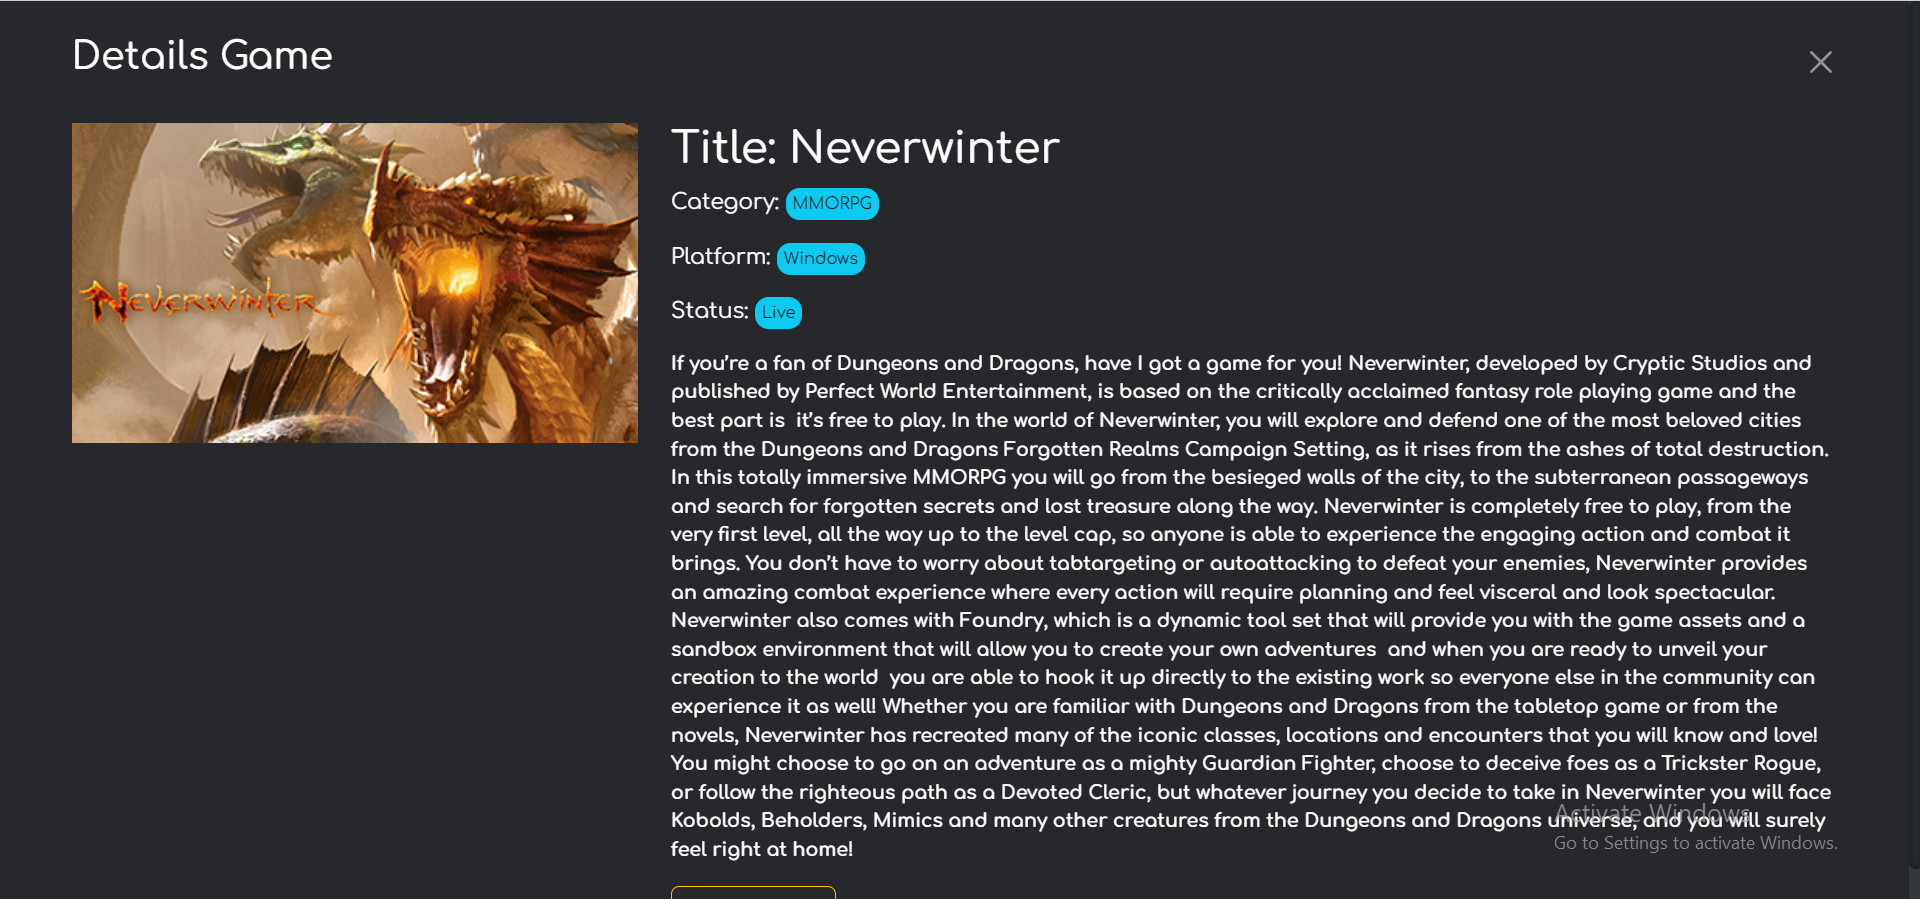 Details Game
NEVERWINTER
Title: Neverwinter
Category: MMORPG
Platform: Windows
Status: Live
If you’re a fan of Dungeons and Dragons, have I got a game for you! Neverwinter, developed by Cryptic Studios and
published by Perfect World Entertainment, is based on the critically acclaimed fantasy role playing game and the
best part is  it’s free to play. In the world of Neverwinter, you will explore and defend one of the most beloved cities
from the Dungeons and Dragons Forgotten Realms Campaign Setting, as it rises from the ashes of total destruction.
In this totally immersive MMORPG you will go from the besieged walls of the city, to the subterranean passageways
and search for forgotten secrets and lost treasure along the way. Neverwinter is completely free to play, from the
very first level, all the way up to the level cap, so anyone is able to experience the engaging action and combat it
brings. You don’t have to worry about tabtargeting or autoattacking to defeat your enemies, Neverwinter provides
an amazing combat experience where every action will require planning and feel visceral and look spectacular.
Neverwinter also comes with Foundry, which is a dynamic tool set that will provide you with the game assets and a
sandbox environment that will allow you to create your own adventures  and when you are ready to unveil your
creation to the world  you are able to hook it up directly to the existing work so everyone else in the community can
experience it as well! Whether you are familiar with Dungeons and Dragons from the tabletop game or from the
novels, Neverwinter has recreated many of the iconic classes, locations and encounters that you will know and love!
You might choose to go on an adventure as a mighty Guardian Fighter, choose to deceive foes as a Trickster Rogue,
or follow the righteous path as a Devoted Cleric, but whatever journey you decide to take in Neverwinter you will face
Kobolds, Beholders, Mimics and many other creatures from the Dungeons and Dragons universe, and you will surely
feel right at home!
Activate Windows
Go to Settings to activate Windows.